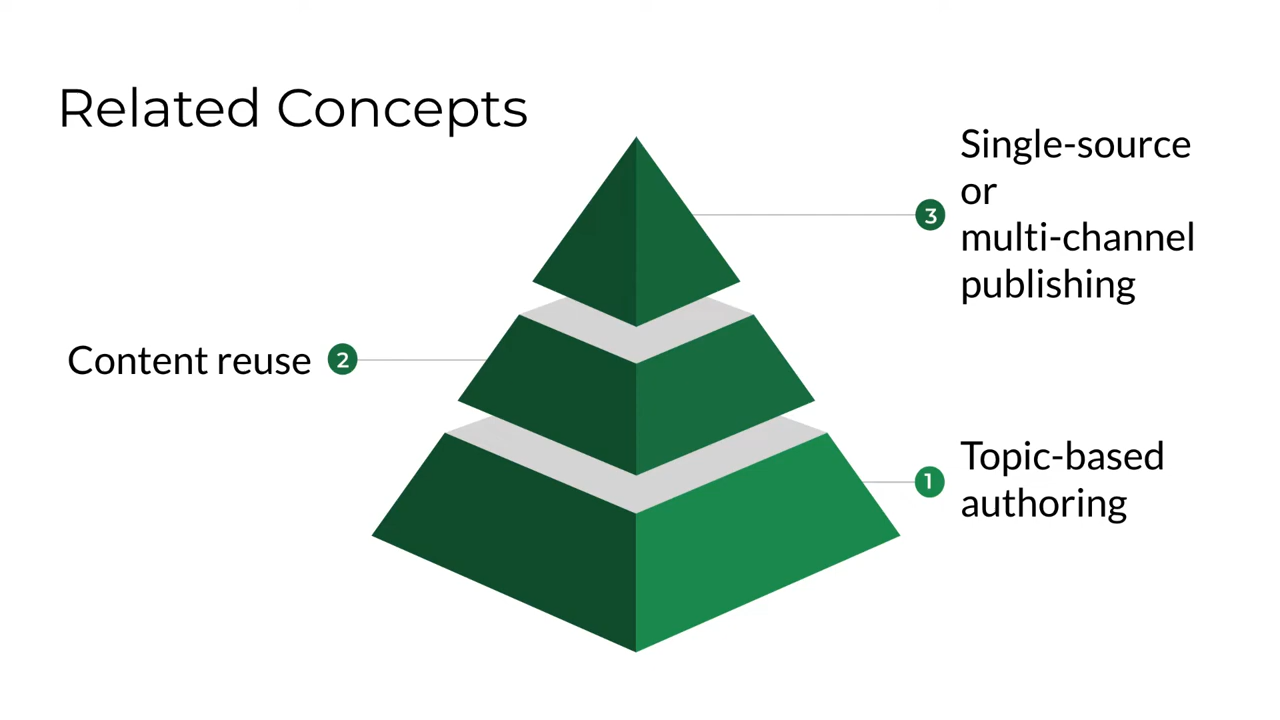 Related Concepts
3
Single-source
or
multi-channel
publishing
Content reuse
2
1
Topic-based
authoring